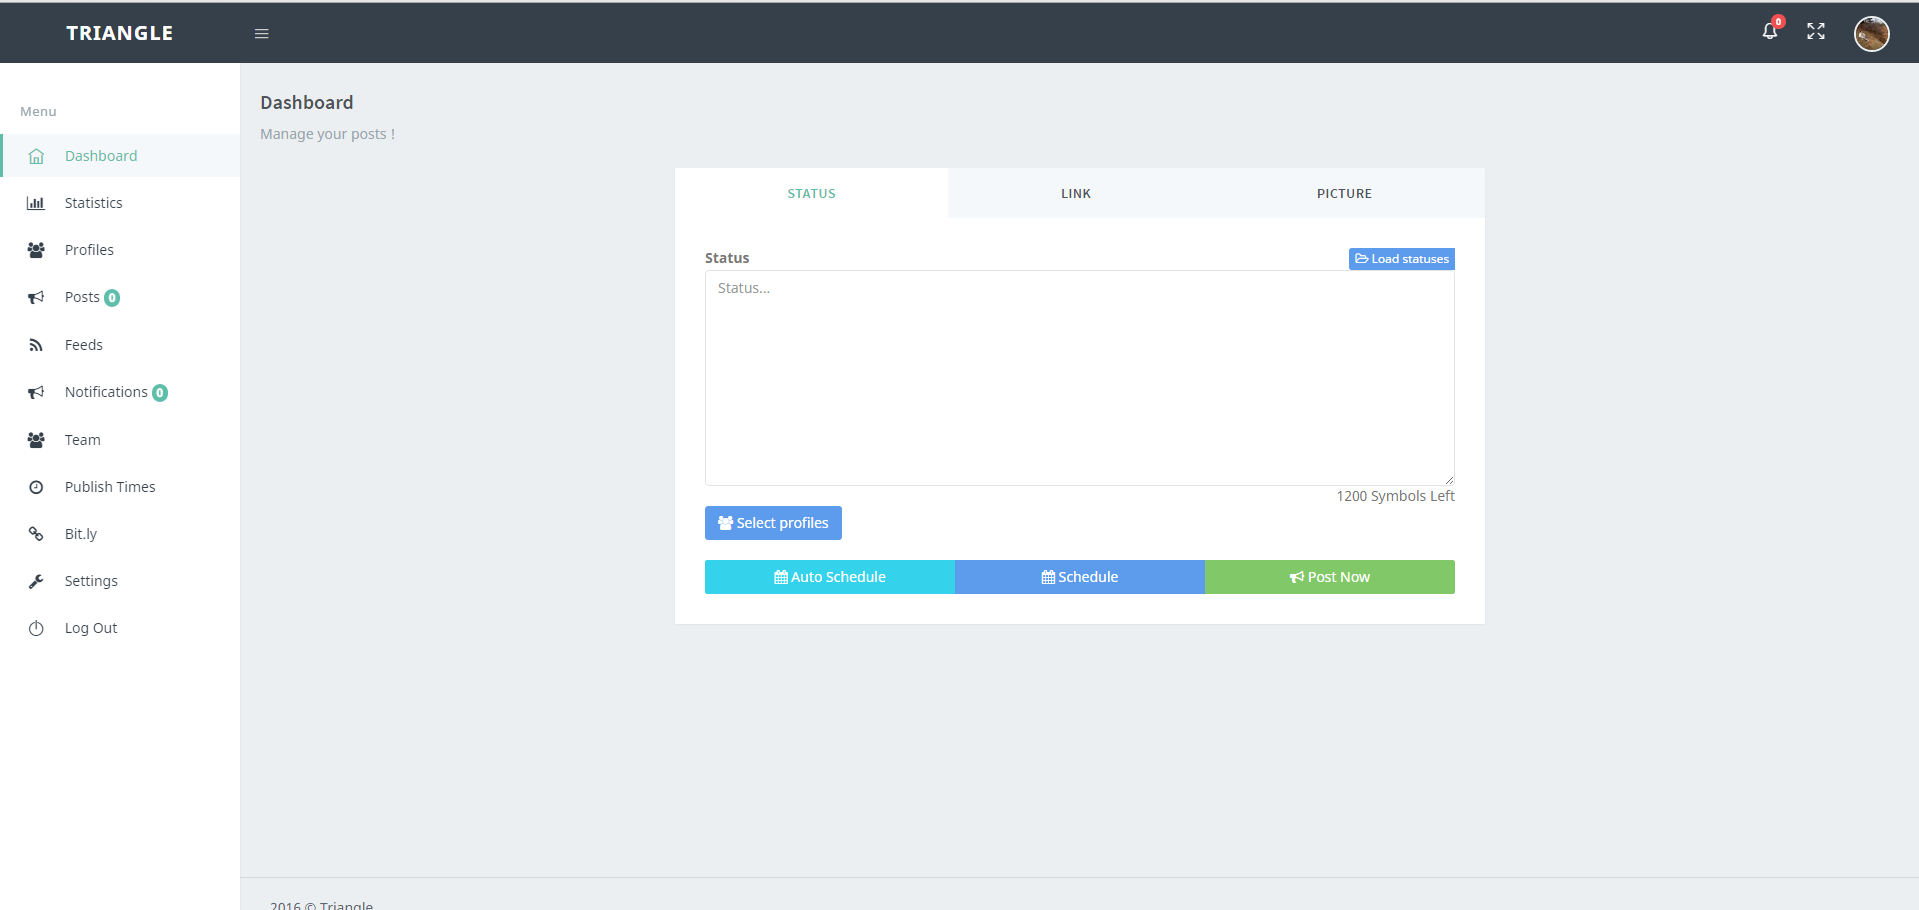 TRIANGLE
0
Menu
Dashboard
Statistics
Profiles
Posts 0
Feeds
Notifications 0
Team
Publish Times
Bit.ly
Settings
Log Out
Dashboard
Manage your posts !
STATUS LINK PICTURE
Status Load statuses
Status...
1200 Symbols Left
Select profiles
Auto Schedule Schedule Post Now
2016 © Triangle